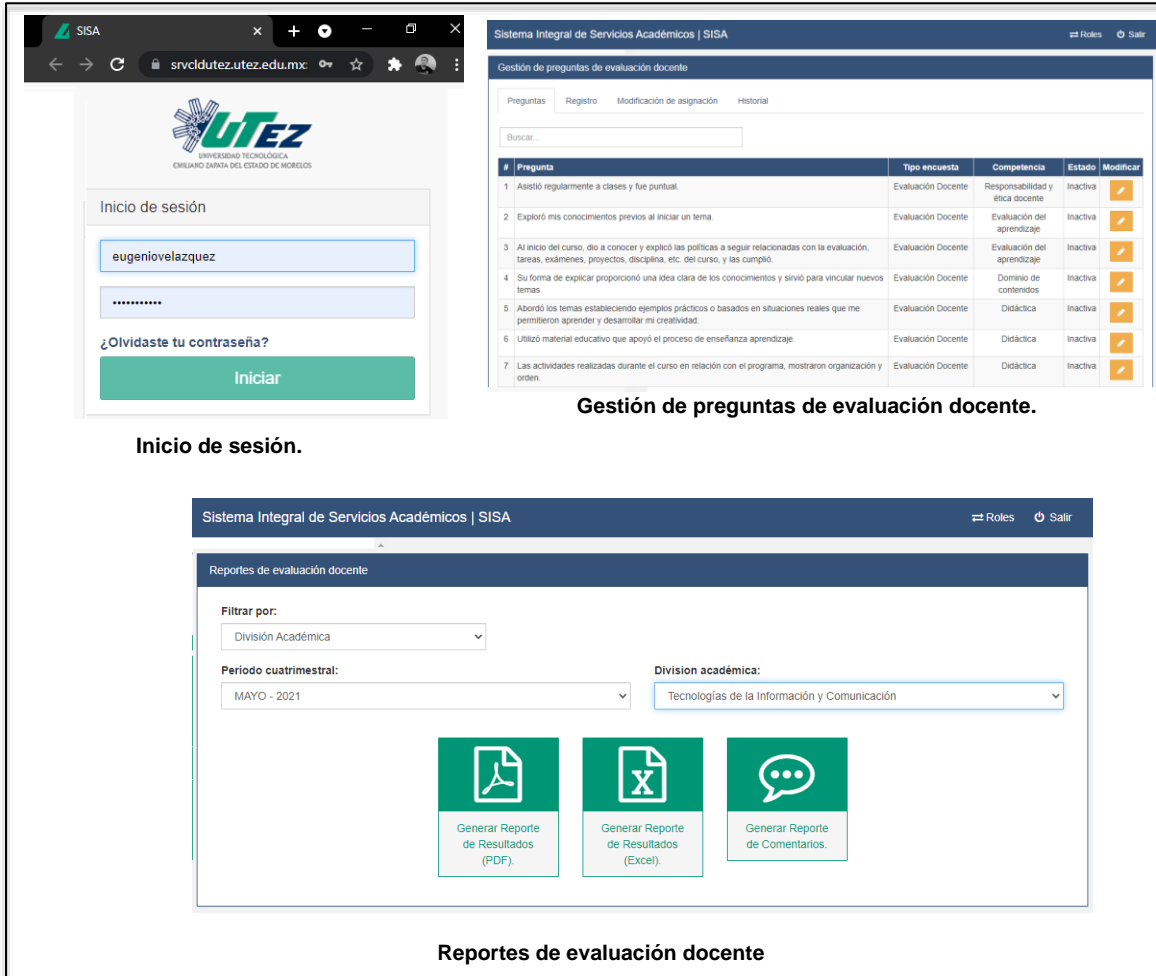 SISA
srvcldutez.utez.edu.mx:
UTEZ
UNIVERSIDAD TECNOLÓGICA
EMILIANO ZAPATA DEL ESTADO DE MORELOS
Inicio de sesión
eugeniovelazquez
•••••••••••
¿Olvidaste tu contraseña?
Iniciar
Inicio de sesión.
Sistema Integral de Servicios Académicos | SISA
Roles Salir
Gestión de preguntas de evaluación docente
Preguntas Registro Modificación de asignación Historial
Buscar...
# Pregunta Tipo encuesta Competencia Estado Modificar
1 Asistió regularmente a clases y fue puntual. Evaluación Docente Responsabilidad y Inactiva
ética docente
2 Exploró mis conocimientos previos al iniciar un tema. Evaluación Docente Evaluación del Inactiva
aprendizaje
3 Al inicio del curso, dio a conocer y explicó las políticas a seguir relacionadas con la evaluación, Evaluación Docente Evaluación del Inactiva
tareas, exámenes, proyectos, disciplina, etc. del curso, y las cumplió. aprendizaje
4 Su forma de explicar proporcionó una idea clara de los conocimientos y sirvió para vincular nuevos Evaluación Docente Dominio de Inactiva
temas. contenidos
5 Abordó los temas estableciendo ejemplos prácticos o basados en situaciones reales que me Evaluación Docente Didáctica Inactiva
permitieron aprender y desarrollar mi creatividad.
6 Utilizó material educativo que apoyó el proceso de enseñanza aprendizaje. Evaluación Docente Didáctica Inactiva
7 Las actividades realizadas durante el curso en relación con el programa, mostraron organización y Evaluación Docente Didáctica Inactiva
orden.
Gestión de preguntas de evaluación docente.
Sistema Integral de Servicios Académicos | SISA
Roles Salir
Reportes de evaluación docente
Filtrar por:
División Académica
Período cuatrimestral: Division académica:
MAYO - 2021 Tecnologías de la Información y Comunicación
Generar Reporte
de Resultados
(PDF).
Generar Reporte
de Resultados
(Excel).
Generar Reporte
de Comentarios.
Reportes de evaluación docente